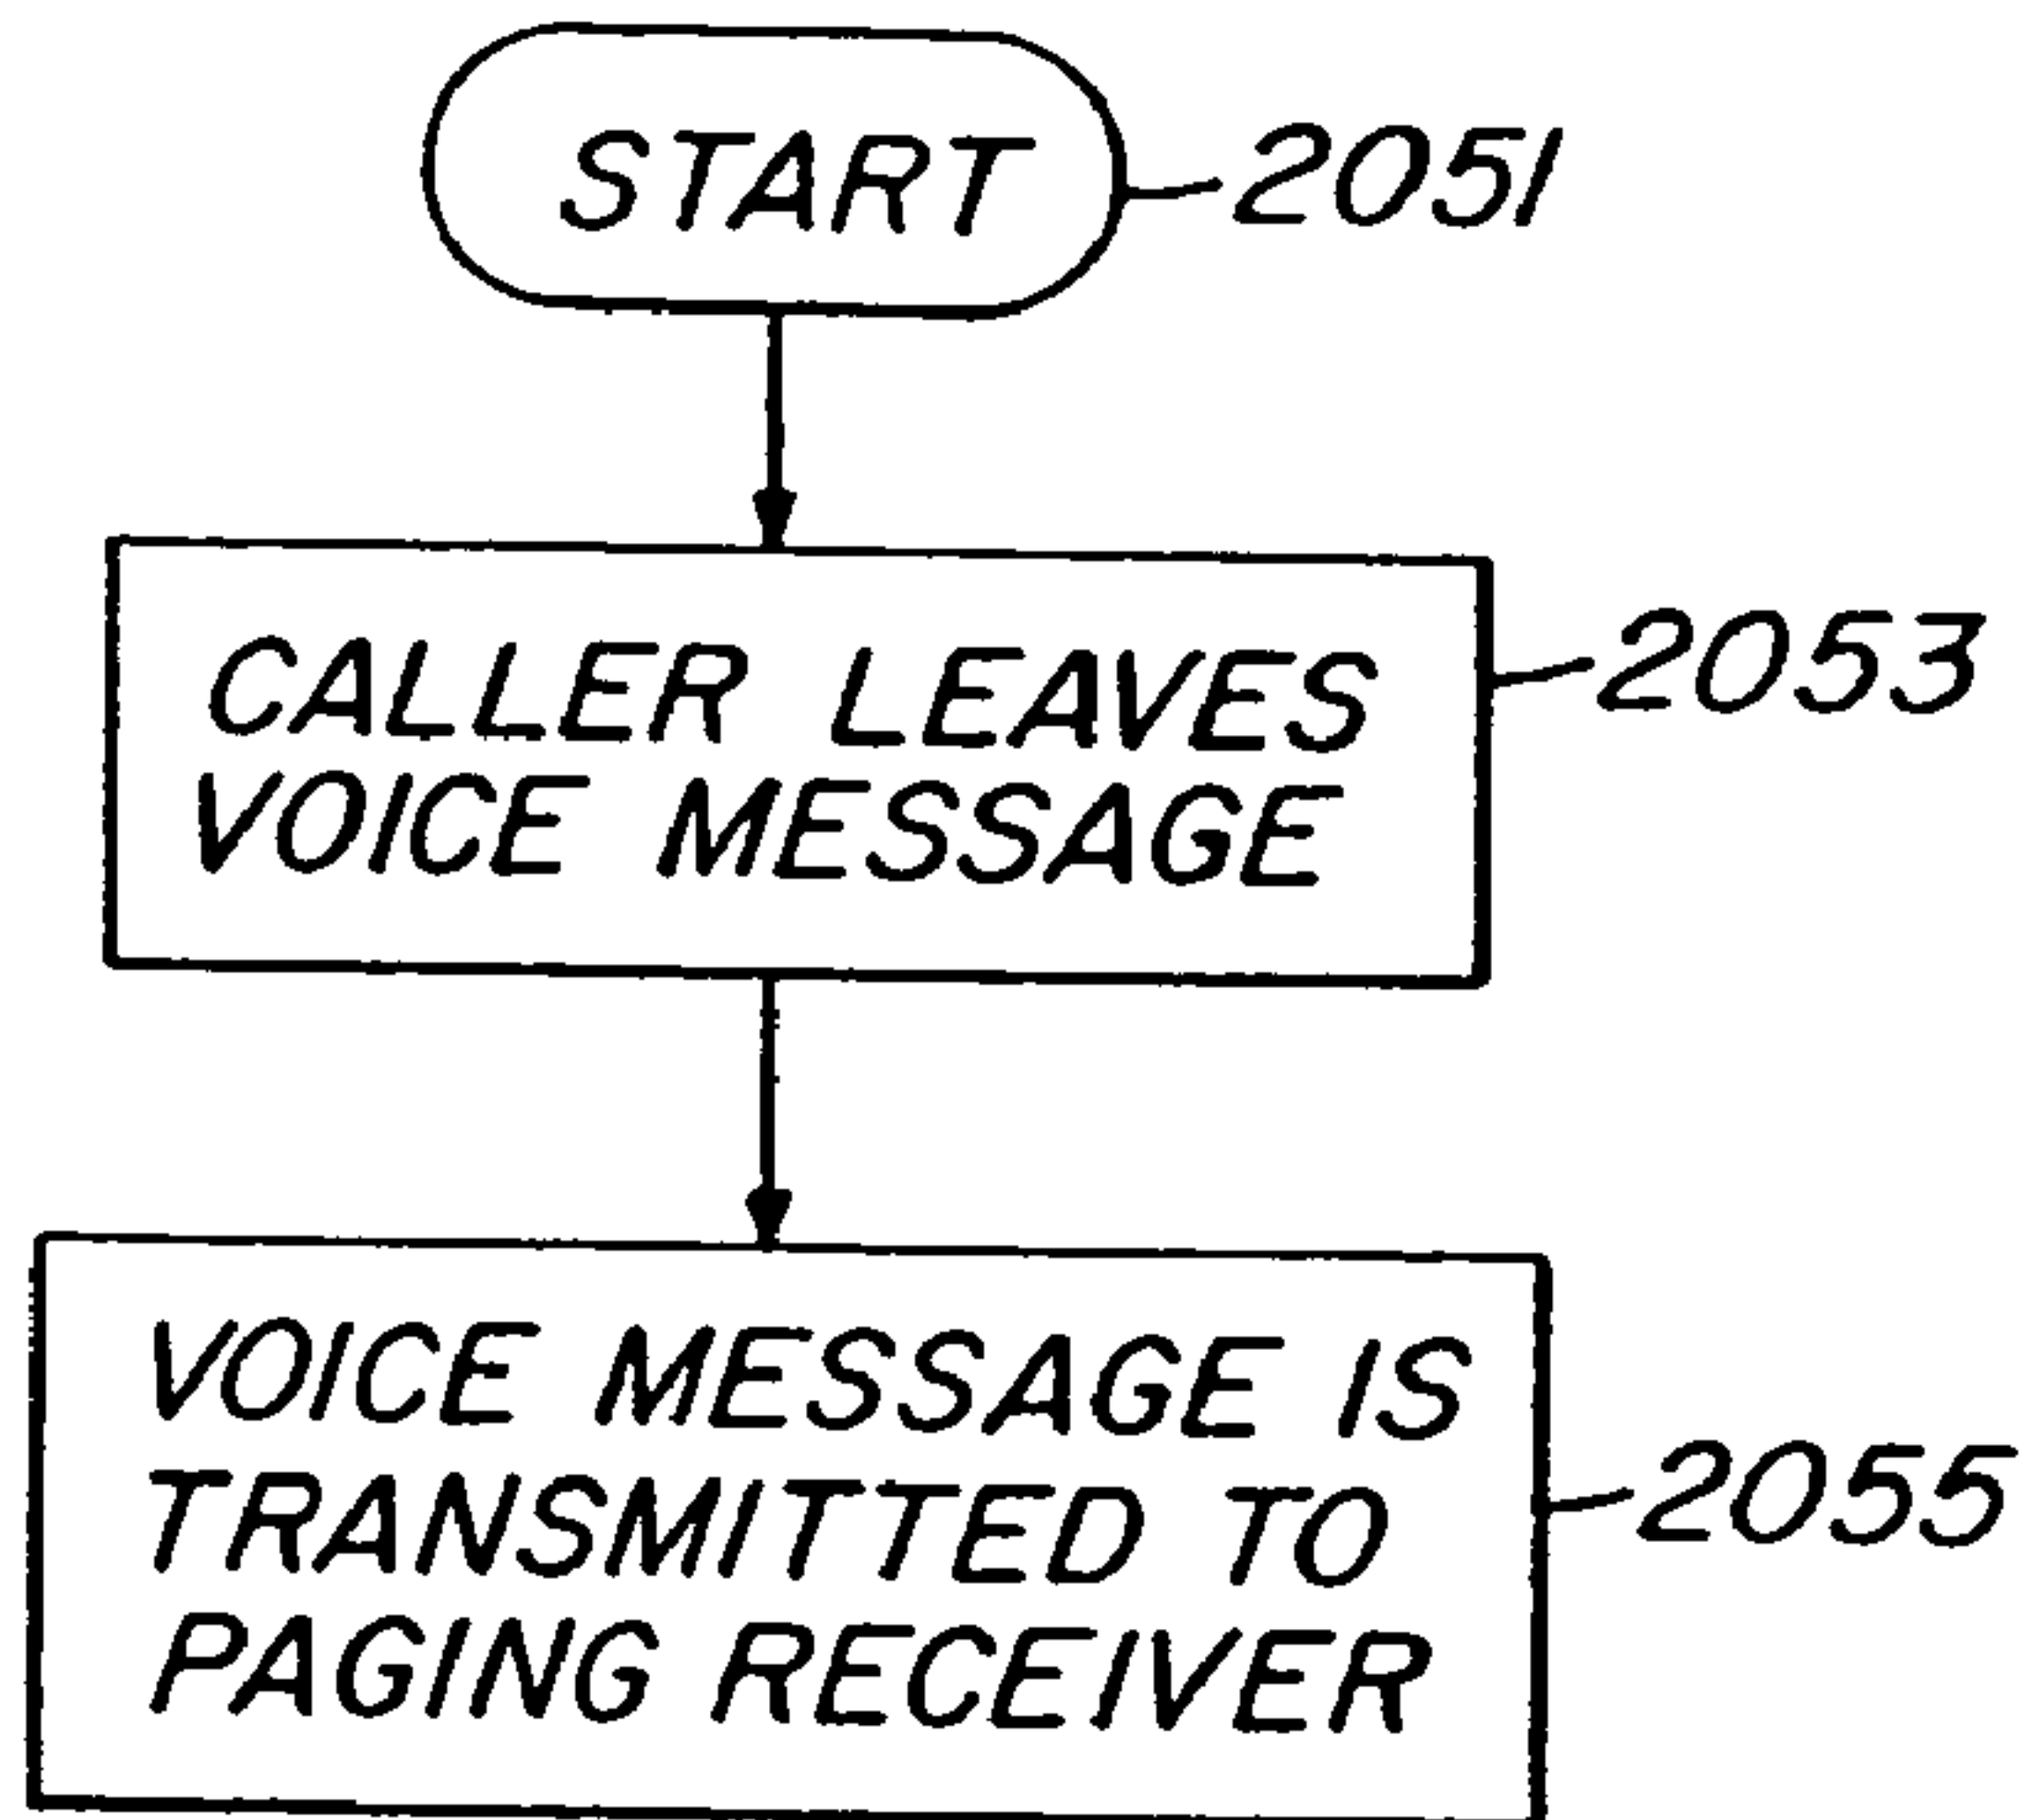 START 2051
CALLER LEAVES 2053
VOICE MESSAGE
VOICE MESSAGE IS
TRANSMITTED TO 2055
PAGING RECEIVER